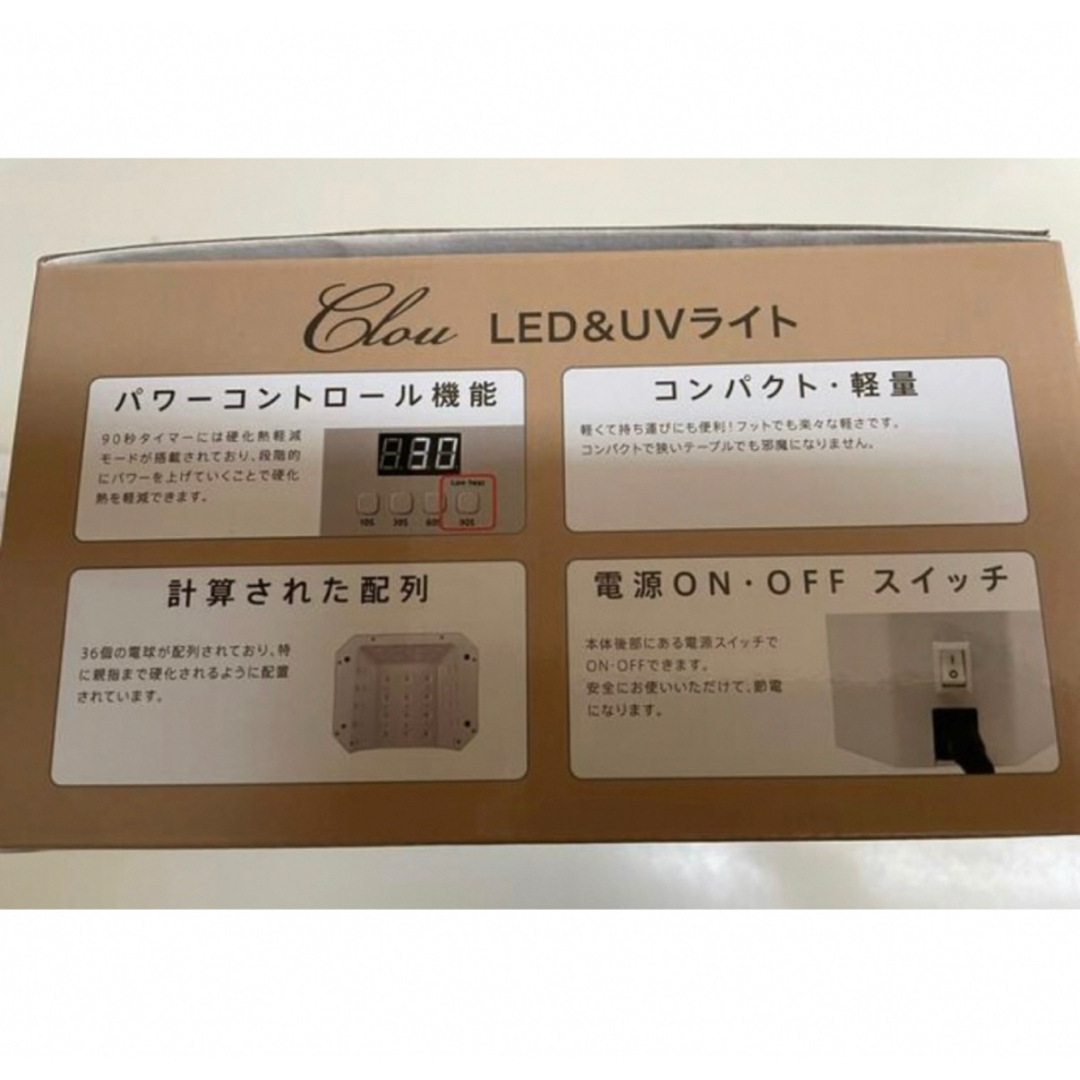 Clou LED&UVライト
パワーコントロール機能
90秒タイマーには硬化熱軽減
モードが搭載されており、段階的
にパワーを上げていくことで硬化
熱を軽減できます。
30
Low heat
10S 30S 60S 90S
コンパクト・軽量
軽くて持ち運びにも便利！フットでも楽々な軽さです。
コンパクトで狭いテーブルでも邪魔になりません。
計算された配列
36個の電球が配列されており、特
に親指まで硬化されるように配置
されています。
電源ON・OFF スイッチ
本体後部にある電源スイッチで
ON・OFFできます。
安全にお使いいただけて、節電
になります。